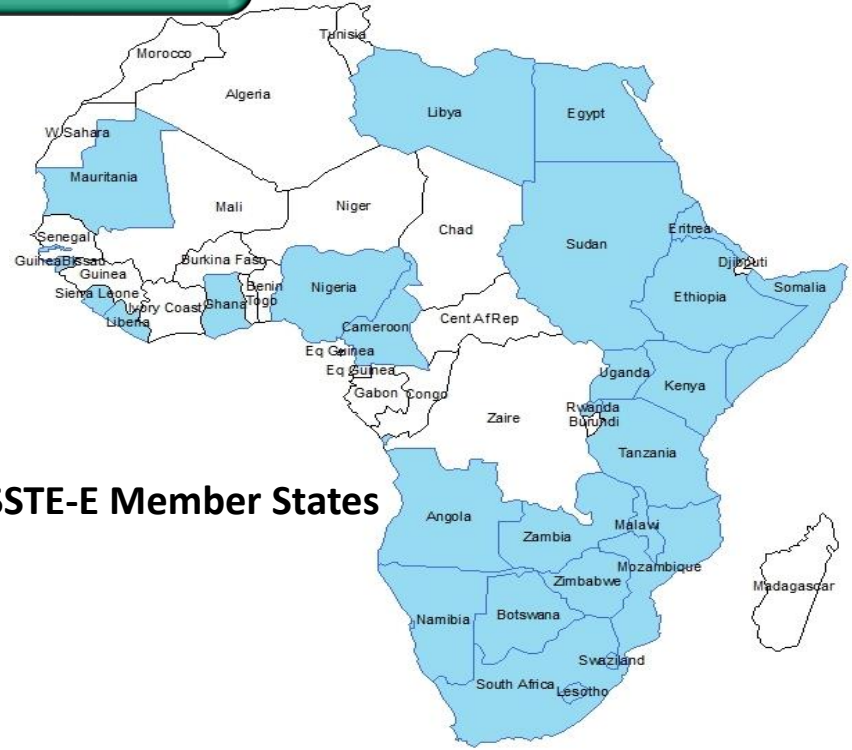 Tunisia
Morocco
Algeria
Libya
Egypt
W.Sahara
Mauritania
Mali
Niger
Chad
Sudan
Eritrea
Senegal
Burkina Faso
Djibouti
GuineaBissau
Guinea
Benin
Nigeria
Ethiopia
Somalia
Sierra Leone
Ivory Coast
Ghana
Togo
Liberia
Cameroon
Cent Af Rep
Eq Guinea
Eq Guinea
Uganda
Kenya
Gabon
Congo
Rwanda
Zaire
Burundi
Tanzania
SSTE-E Member States
Angola
Malawi
Zambia
Mozambique
Zimbabwe
Madagascar
Namibia
Botswana
Swaziland
South Africa
Lesotho